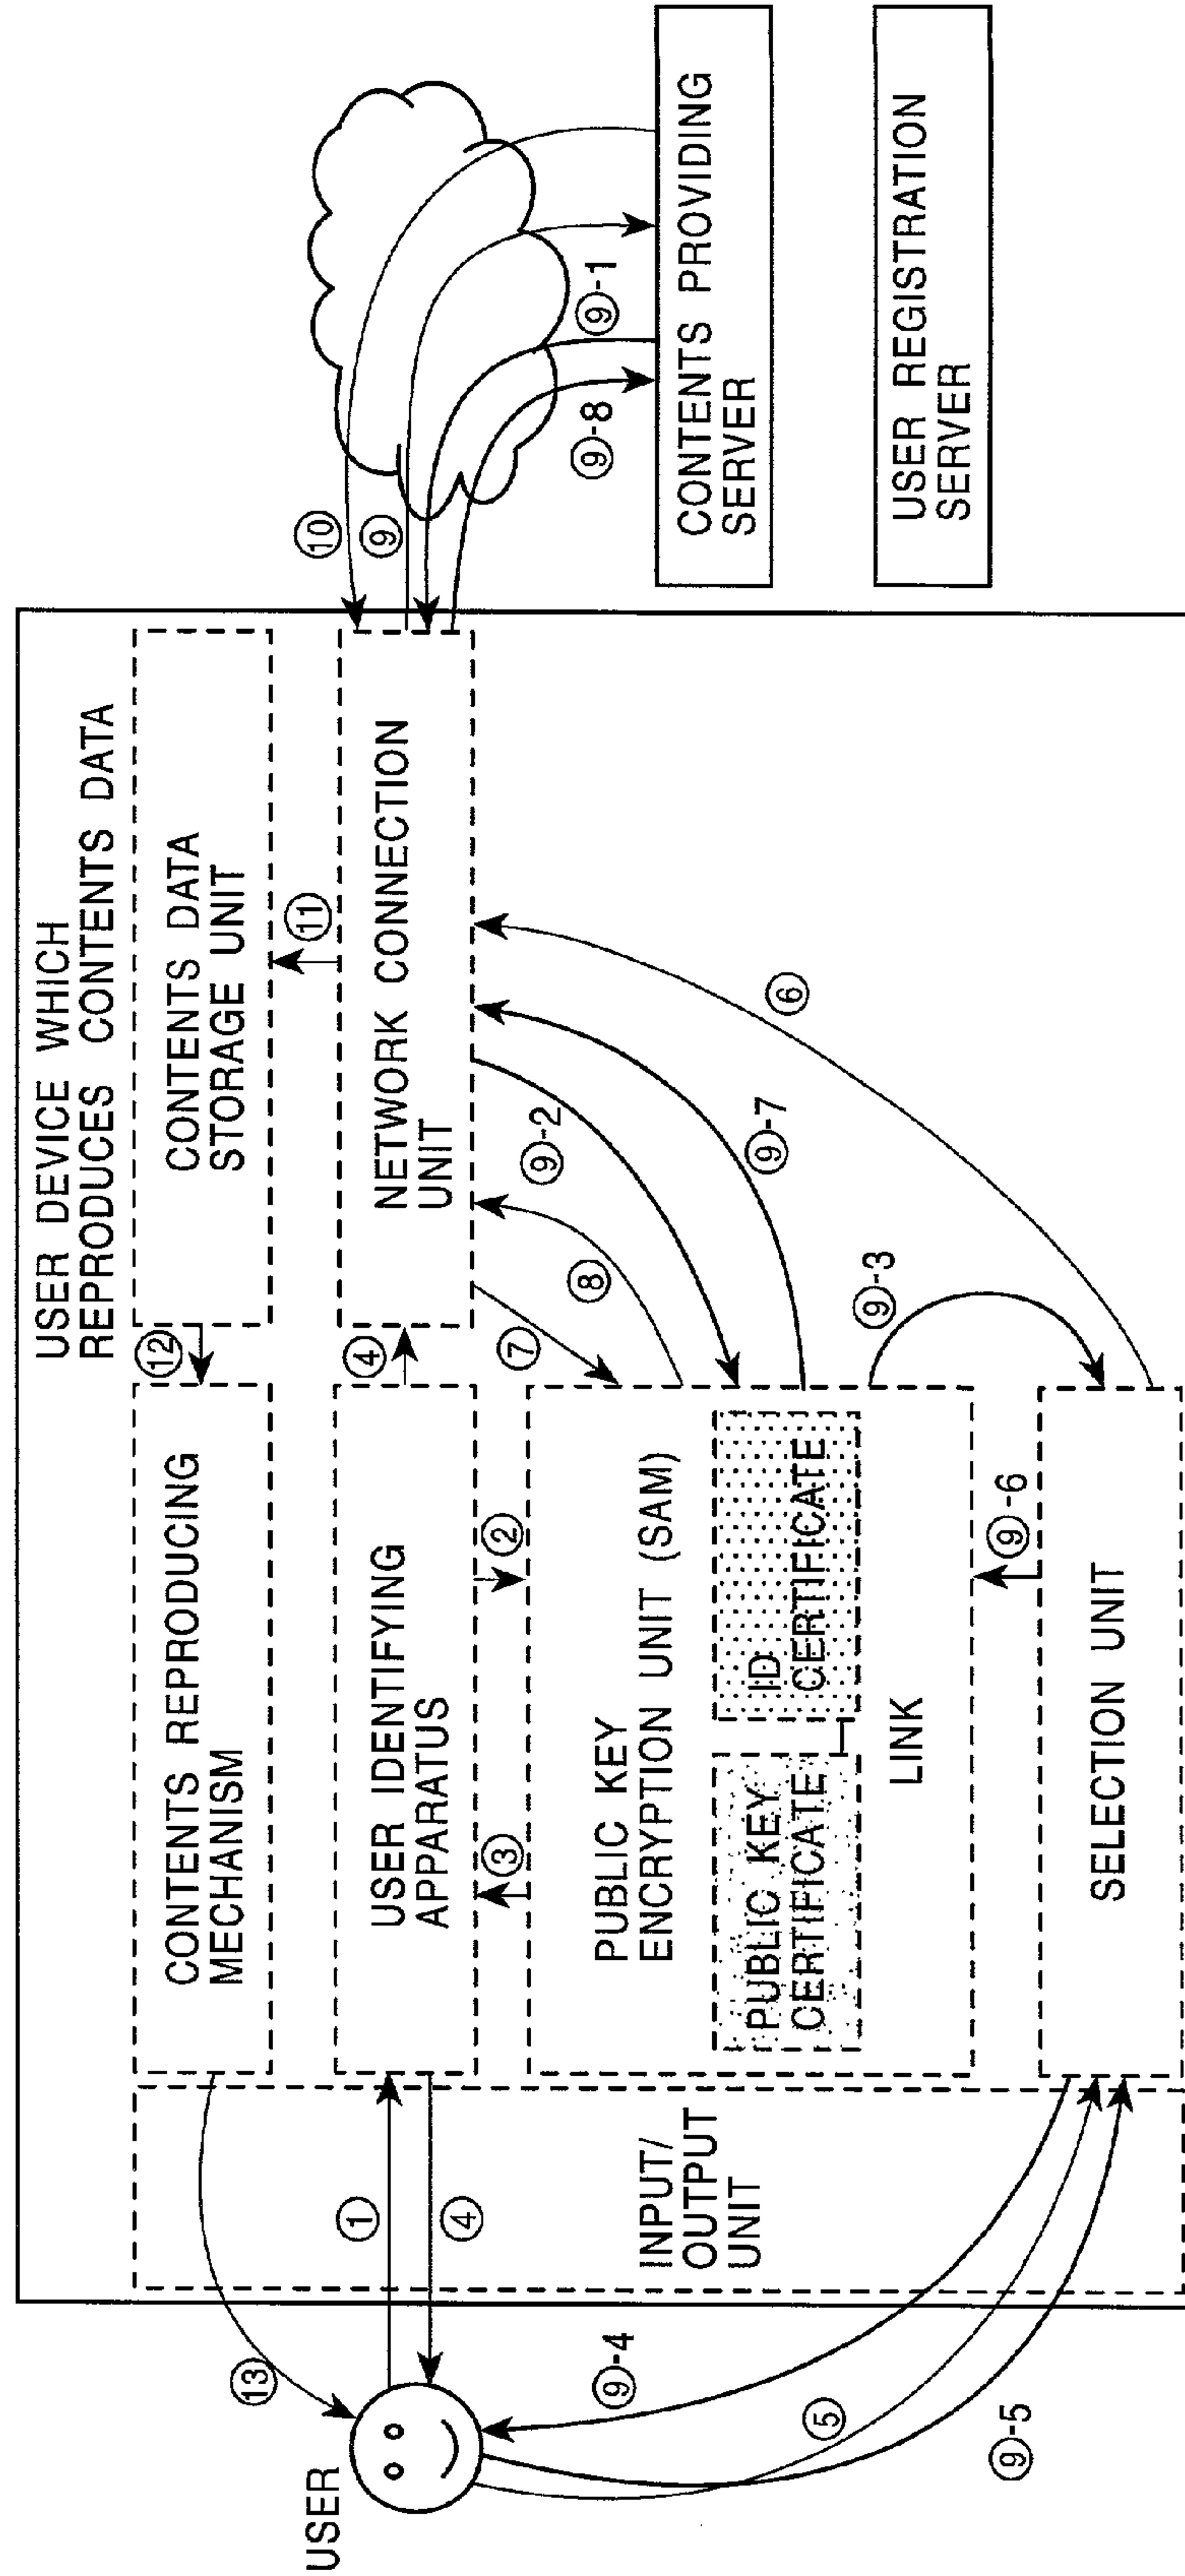 USER DEVICE WHICH
REPRODUCES CONTENTS DATA
USER
⑬
①
④
⑨-4
⑤
⑨-5
INPUT/
OUTPUT
UNIT
CONTENTS REPRODUCING
MECHANISM
⑫
CONTENTS DATA
STORAGE UNIT
⑪
USER IDENTIFYING
APPARATUS
④
NETWORK CONNECTION
UNIT
③
②
⑦
⑧
⑨-2
⑨-7
⑥
PUBLIC KEY
ENCRYPTION UNIT (SAM)
PUBLIC KEY
CERTIFICATE
ID
CERTIFICATE
LINK
⑨-3
⑨-6
SELECTION UNIT
⑩
⑨
⑨-8
⑨-1
CONTENTS PROVIDING
SERVER
USER REGISTRATION
SERVER